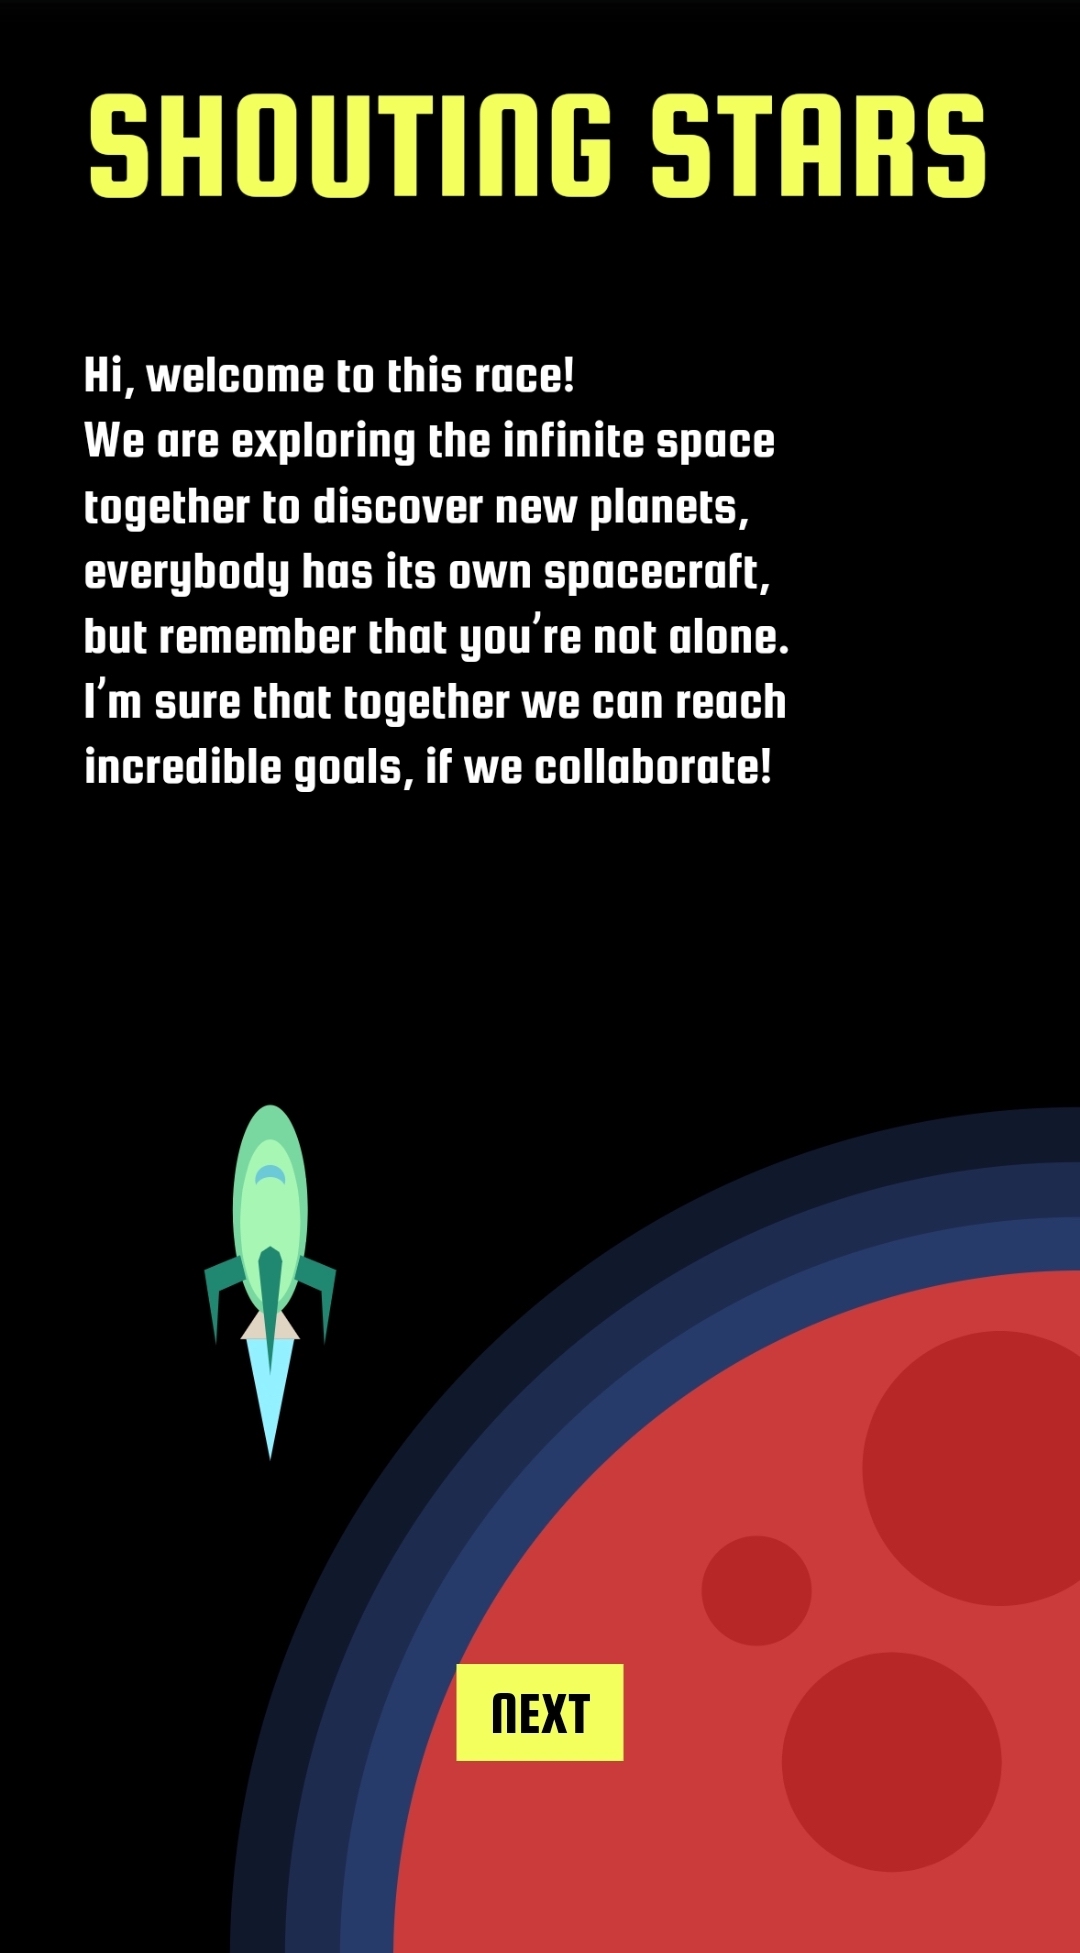 SHOUTING STARS
Hi, welcome to this race!
We are exploring the infinite space
together to discover new planets,
everybody has its own spacecraft,
but remember that you’re not alone.
I’m sure that together we can reach
incredible goals, if we collaborate!
NEXT